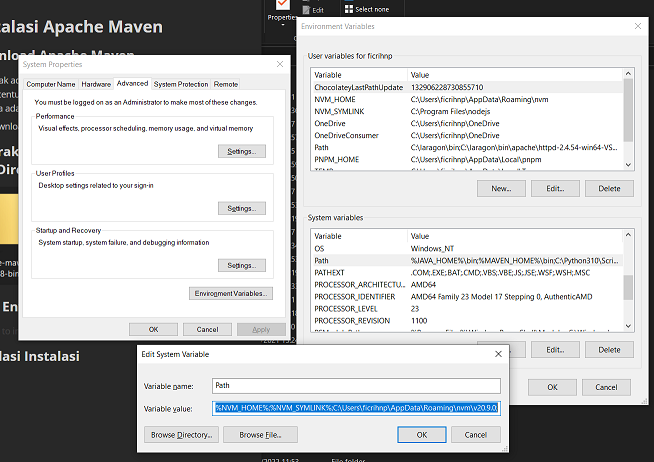 talasi Apache Maven
Edit
Properties
Select none
System Properties
Computer Name
Hardware
Advanced
System Protection
Remote
You must be logged on as an Administrator to make most of these changes.
Performance
Visual effects, processor scheduling, memory usage, and virtual memory
Settings...
User Profiles
Desktop settings related to your sign-in
Settings...
Startup and Recovery
System startup, system failure, and debugging information
Settings...
Environment Variables...
OK
Cancel
Apply
lasi Instalasi
Environment Variables
User variables for ficrihnp
Variable Value
ChocolateyLastPathUpdate 132906228730855710
NVM_HOME C:\Users\ficrihnp\AppData\Roaming\nvm
NVM_SYMLINK C:\Program Files\nodejs
OneDrive C:\Users\ficrihnp\OneDrive
OneDriveConsumer C:\Users\ficrihnp\OneDrive
Path C:\laragon\bin;C:\laragon\bin\apache\httpd-2.4.54-win64-VS...
PNPM_HOME C:\Users\ficrihnp\AppData\Local\pnpm
New...
Edit...
Delete
System variables
Variable Value
OS Windows_NT
Path %JAVA_HOME%\bin;%MAVEN_HOME%\bin;C:\Python310\Scri...
PATHEXT .COM;.EXE;.BAT;.CMD;.VBS;.VBE;.JS;.JSE;.WSF;.WSH;.MSC
PROCESSOR_ARCHITECTU... AMD64
PROCESSOR_IDENTIFIER AMD64 Family 23 Model 17 Stepping 0, AuthenticAMD
PROCESSOR_LEVEL 23
PROCESSOR_REVISION 1100
Edit...
Delete
OK
Cancel
Edit System Variable
Variable name: Path
Variable value: %NVM_HOME%;%NVM_SYMLINK%;C:\Users\ficrihnp\AppData\Roaming\nvm\v20.9.0
Browse Directory...
Browse File...
OK
Cancel
File folder